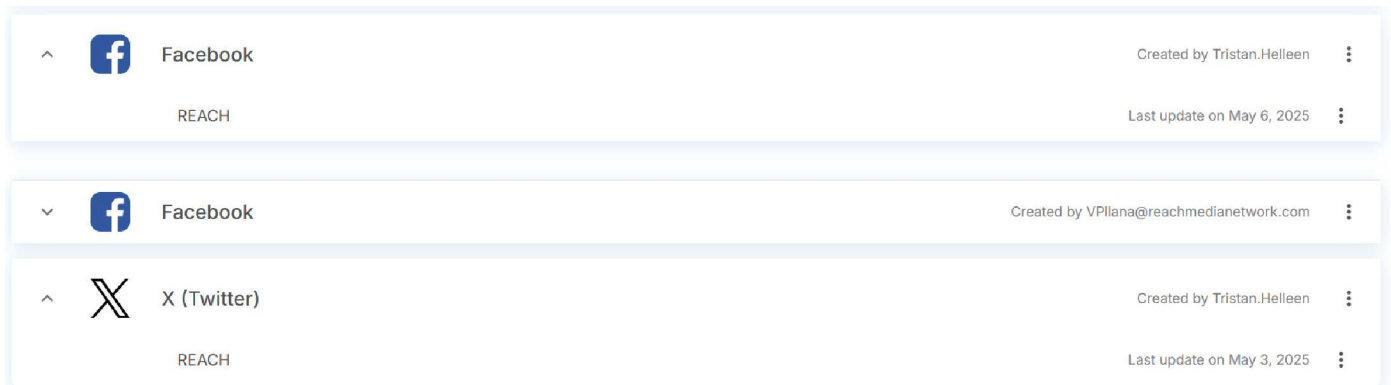 Facebook Created by Tristan.Helleen
REACH Last update on May 6, 2025
Facebook Created by VPllana@reachmedianetwork.com
X (Twitter) Created by Tristan.Helleen
REACH Last update on May 3, 2025